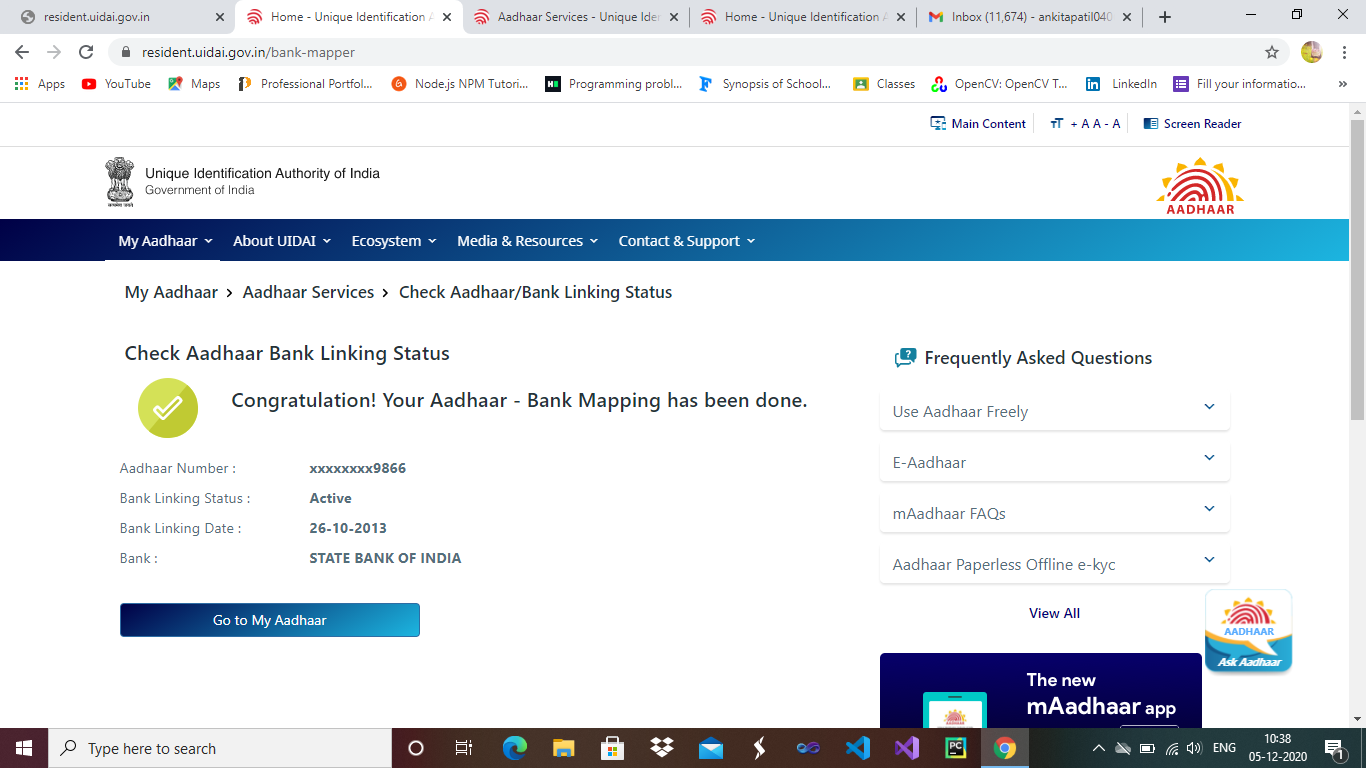 resident.uidai.gov.in
Home - Unique Identification A
Aadhaar Services - Unique Iden
Home - Unique Identification A
Inbox (11,674) - ankitapatil040
resident.uidai.gov.in/bank-mapper
Apps
YouTube
Maps
Professional Portfol...
Node.js NPM Tutori...
Programming probl...
Synopsis of School...
Classes
OpenCV: OpenCV T...
LinkedIn
Fill your informatio...
»
Main Content
TT + A A - A
Screen Reader
Unique Identification Authority of India
Government of India
AADHAAR
My Aadhaar
About UIDAI
Ecosystem
Media & Resources
Contact & Support
My Aadhaar > Aadhaar Services > Check Aadhaar/Bank Linking Status
Check Aadhaar Bank Linking Status
Congratulation! Your Aadhaar - Bank Mapping has been done.
Aadhaar Number : xxxxxxxx9866
Bank Linking Status : Active
Bank Linking Date : 26-10-2013
Bank : STATE BANK OF INDIA
Go to My Aadhaar
Frequently Asked Questions
Use Aadhaar Freely
E-Aadhaar
mAadhaar FAQs
Aadhaar Paperless Offline e-kyc
View All
AADHAAR
Ask Aadhaar
The new
mAadhaar app
Type here to search
PC
ENG
10:38
05-12-2020
1